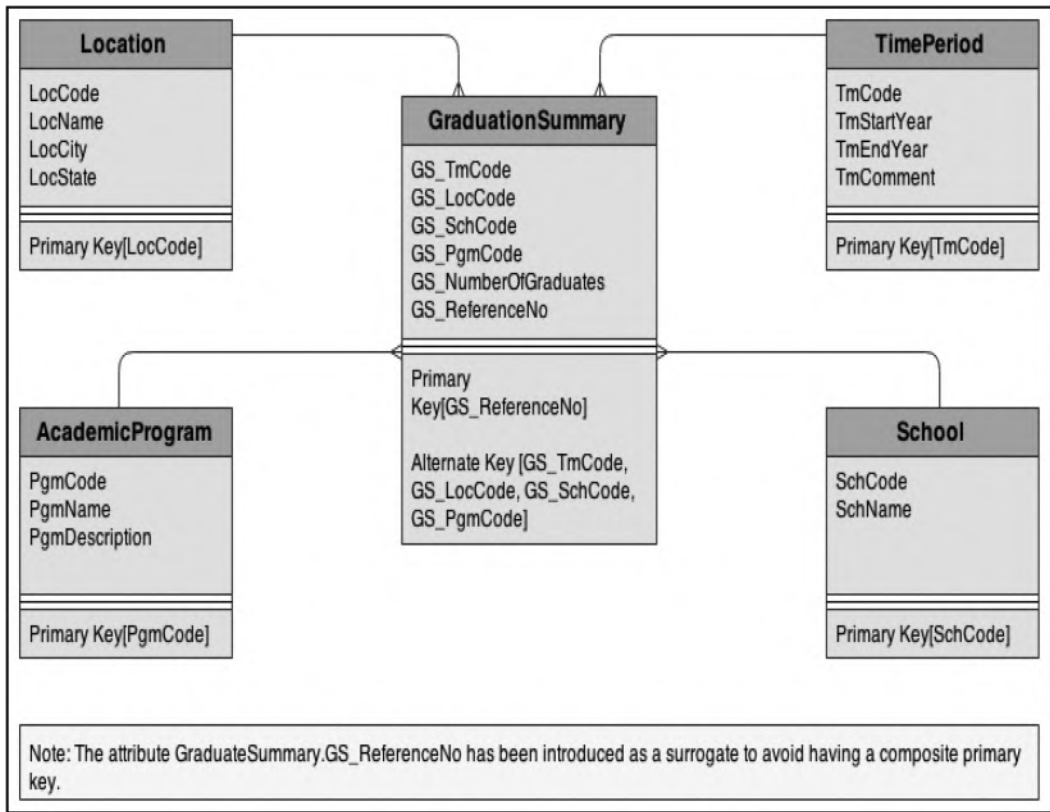 Location
LocCode
LocName
LocCity
LocState
Primary Key[LocCode]
GraduationSummary
GS_TmCode
GS_LocCode
GS_SchCode
GS_PgmCode
GS_NumberOfGraduates
GS_ReferenceNo
Primary
Key[GS_ReferenceNo]
Alternate Key [GS_TmCode,
GS_LocCode, GS_SchCode,
GS_PgmCode]
TimePeriod
TmCode
TmStartYear
TmEndYear
TmComment
Primary Key[TmCode]
AcademicProgram
PgmCode
PgmName
PgmDescription
Primary Key[PgmCode]
School
SchCode
SchName
Primary Key[SchCode]
Note: The attribute GraduateSummary.GS_ReferenceNo has been introduced as a surrogate to avoid having a composite primary
key.